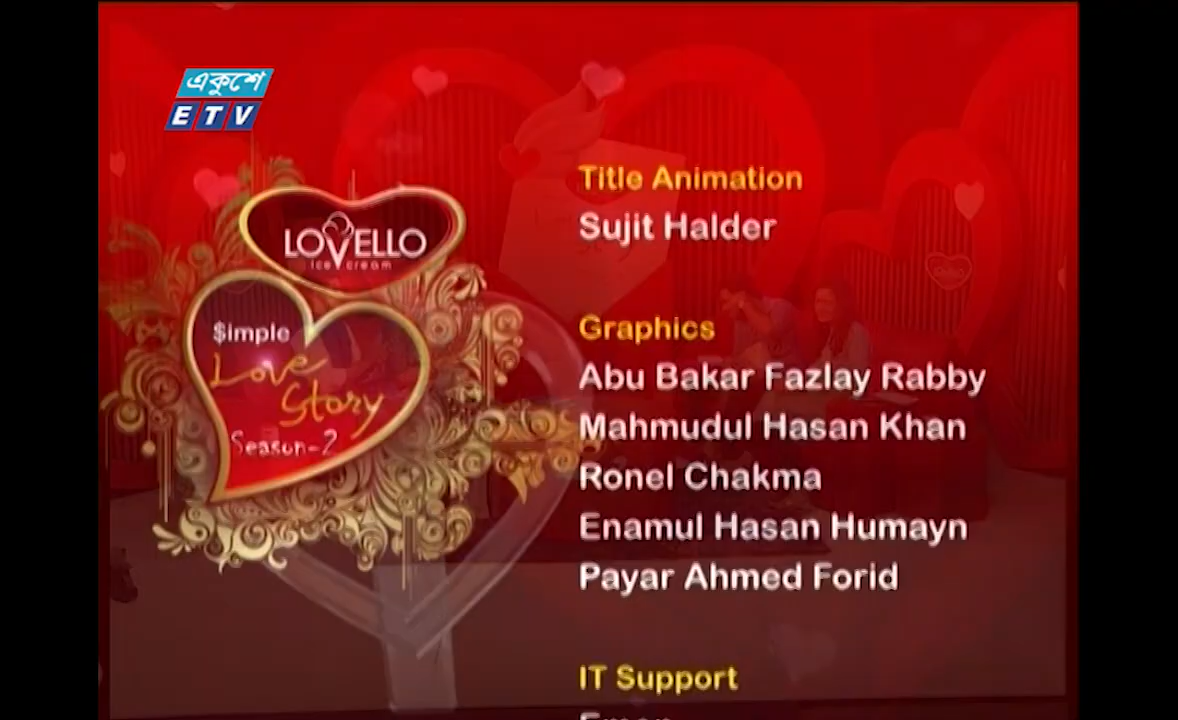 একুশে
ETV
LOVELLO
ice cream
$imple
Love
Story
Season-2
Title Animation
Sujit Halder
Graphics
Abu Bakar Fazlay Rabby
Mahmudul Hasan Khan
Ronel Chakma
Enamul Hasan Humayn
Payar Ahmed Forid
IT Support